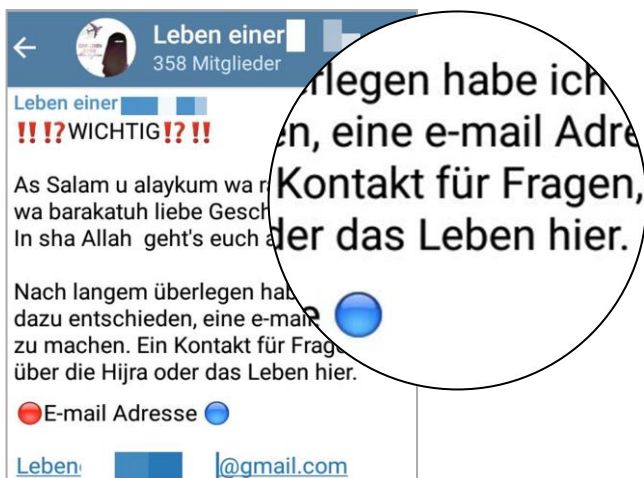 Leben einer
358 Mitglieder
Leben einer
‼️⁉️WICHTIG⁉️‼️
As Salam u alaykum wa
wa barakatuh liebe
In sha Allah geht's euch
Nach langem überlegen
dazu entschieden, eine
zu machen. Ein Kontakt für
über die Hijra oder das Leben hier.
🔴E-mail Adresse🔵
Leben
@gmail.com
habe ich
eine e-mail
Kontakt für Fragen,
das Leben hier.